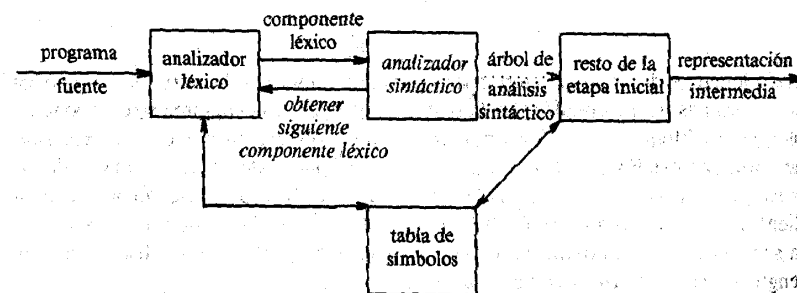 programa
fuente
analizador
léxico
componente
léxico
obtener
siguiente
componente léxico
analizador
sintáctico
árbol de
análisis
sintáctico
resto de la
etapa inicial
representación
intermedia
tabla de
símbolos